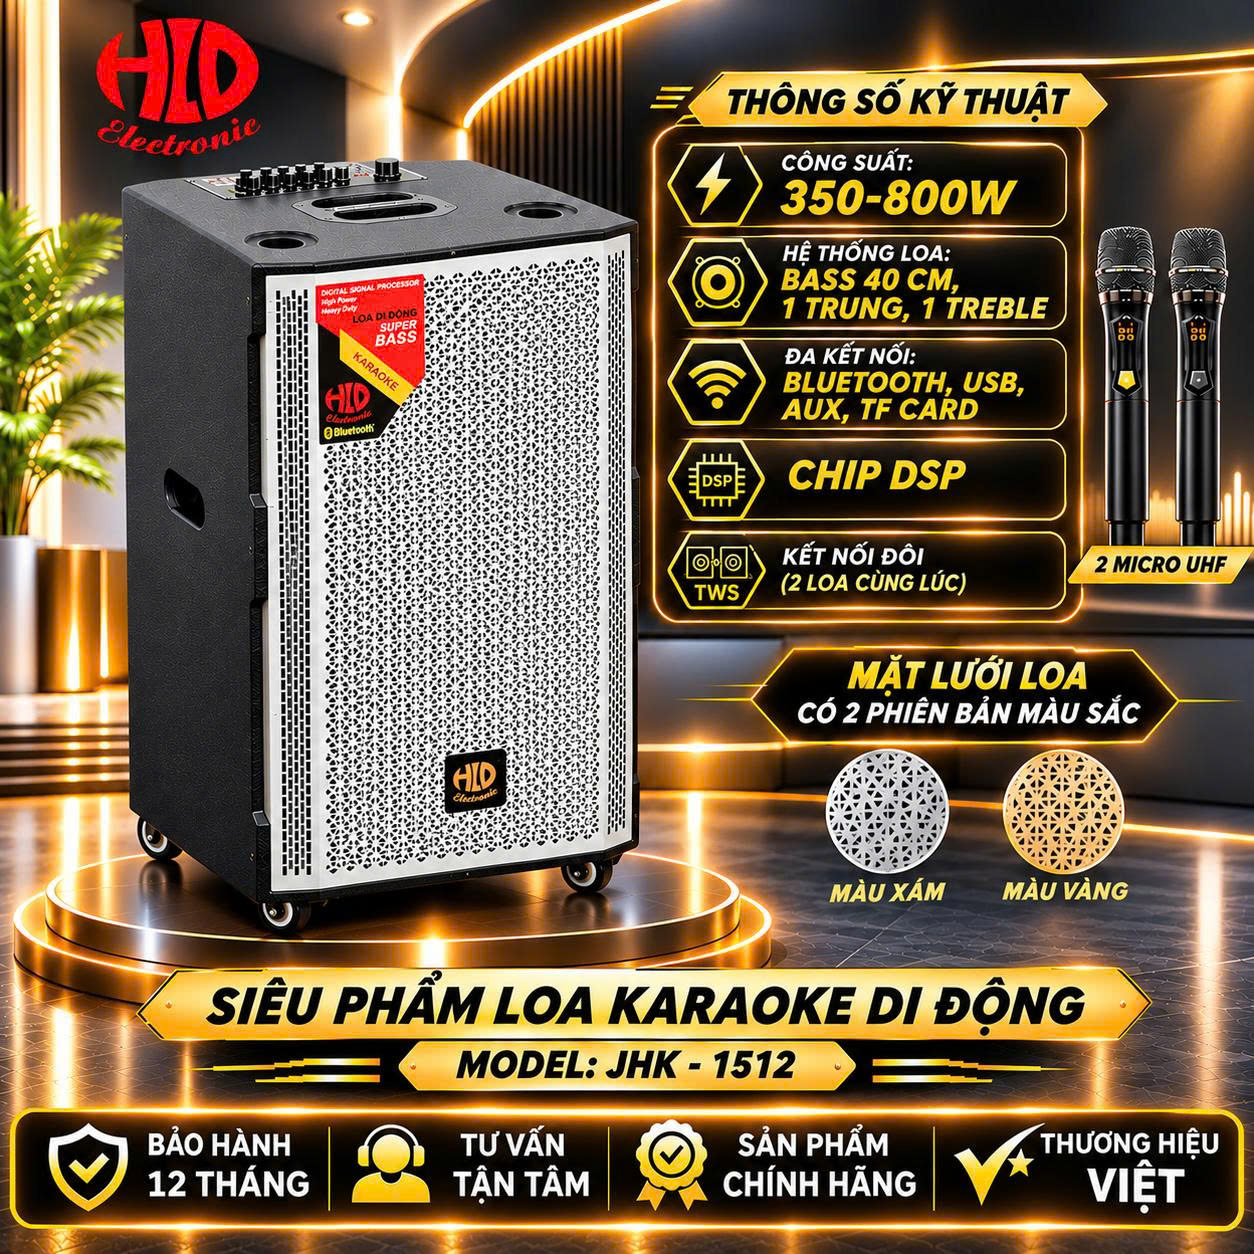 HLD
Electronic
THÔNG SỐ KỸ THUẬT
CÔNG SUẤT:
350-800W
HỆ THỐNG LOA:
BASS 40 CM,
1 TRUNG, 1 TREBLE
ĐA KẾT NỐI:
BLUETOOTH, USB,
AUX, TF CARD
DSP
CHIP DSP
TWS
KẾT NỐI ĐÔI
(2 LOA CÙNG LÚC)
2 MICRO UHF
DIGITAL SIGNAL PROCESSOR
High Power
Heavy Duty
LOA DI ĐỘNG
SUPER
BASS
KARAOKE
HLD
Electronic
Bluetooth
MẶT LƯỚI LOA
CÓ 2 PHIÊN BẢN MÀU SẮC
MÀU XÁM
MÀU VÀNG
HLD
Electronic
SIÊU PHẨM LOA KARAOKE DI ĐỘNG
MODEL: JHK - 1512
BẢO HÀNH
12 THÁNG
TƯ VẤN
TẬN TÂM
SẢN PHẨM
CHÍNH HÃNG
THƯƠNG HIỆU
VIỆT